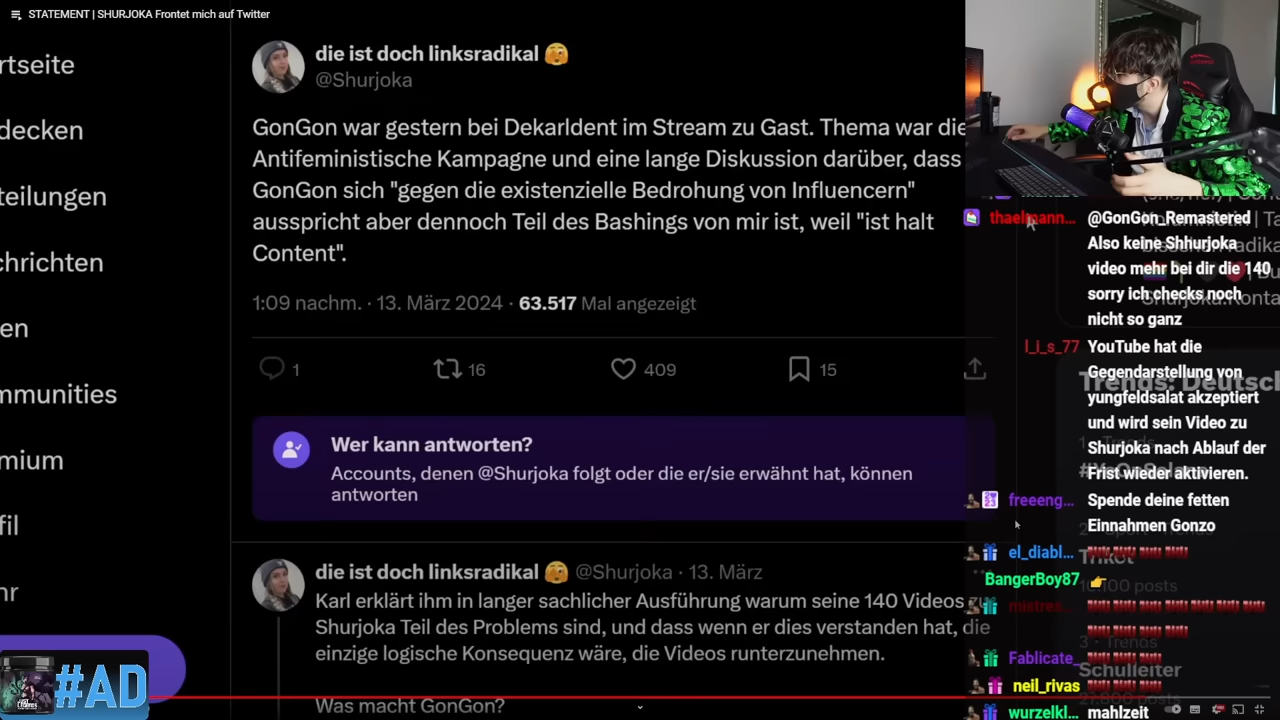 STATEMENT | SHURJOKA Frontet mich auf Twitter
rtseite
decken
teilungen
chrichten
en
mmunities
mium
fil
hr
die ist doch linksradikal 🫣
@Shurjoka
GonGon war gestern bei Dekarldent im Stream zu Gast. Thema war die
Antifeministische Kampagne und eine lange Diskussion darüber, dass
GonGon sich "gegen die existenzielle Bedrohung von Influencern"
ausspricht aber dennoch Teil des Bashings von mir ist, weil "ist halt
Content".
1:09 nachm. · 13. März 2024 · 63.517 Mal angezeigt
1 16 409 15
Wer kann antworten?
Accounts, denen @Shurjoka folgt oder die er/sie erwähnt hat, können
antworten
die ist doch linksradikal 🫣 @Shurjoka · 13. März
Karl erklärt ihm in langer sachlicher Ausführung warum seine 140 Videos zu
Shurjoka Teil des Problems sind, und dass wenn er dies verstanden hat, die
einzige logische Konsequenz wäre, die Videos runterzunehmen.
Was macht GonGon?
#AD
thaelmann... @GonGon_Remastered
Also keine Shhurjoka
video mehr bei dir die 140
sorry ich checks noch
nicht so ganz
l_i_s_77 YouTube hat die
Gegendarstellung von
yungfeldsalat akzeptiert
und wird sein Video zu
Shurjoka nach Ablauf der
Frist wieder aktivieren.
freeeng... Spende deine fetten
Einnahmen Gonzo
el_diabl...
BangerBoy87 👉
mistres...
Fablicate_
neil_rivas
wurzelkl... mahlzeit
Trends: Deutsch
Trends
posts
3 · Trends
Schulleiter
posts